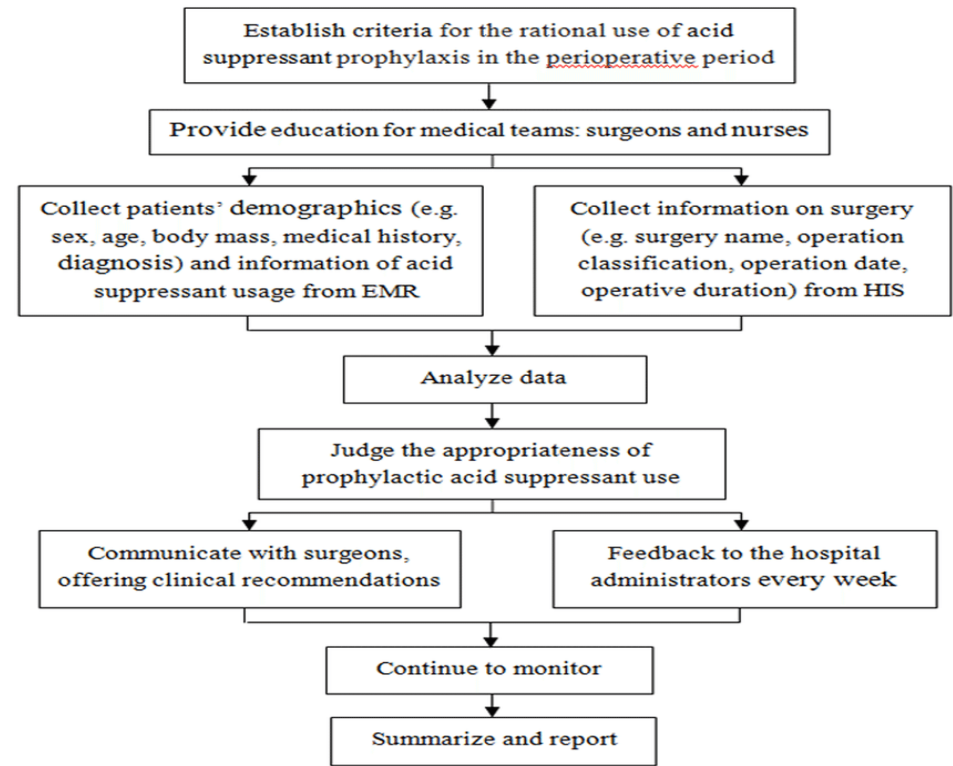 Establish criteria for the rational use of acid
suppressant prophylaxis in the perioperative period
Provide education for medical teams: surgeons and nurses
Collect patients’ demographics (e.g.
sex, age, body mass, medical history,
diagnosis) and information of acid
suppressant usage from EMR
Collect information on surgery
(e.g. surgery name, operation
classification, operation date,
operative duration) from HIS
Analyze data
Judge the appropriateness of
prophylactic acid suppressant use
Communicate with surgeons,
offering clinical recommendations
Feedback to the hospital
administrators every week
Continue to monitor
Summarize and report